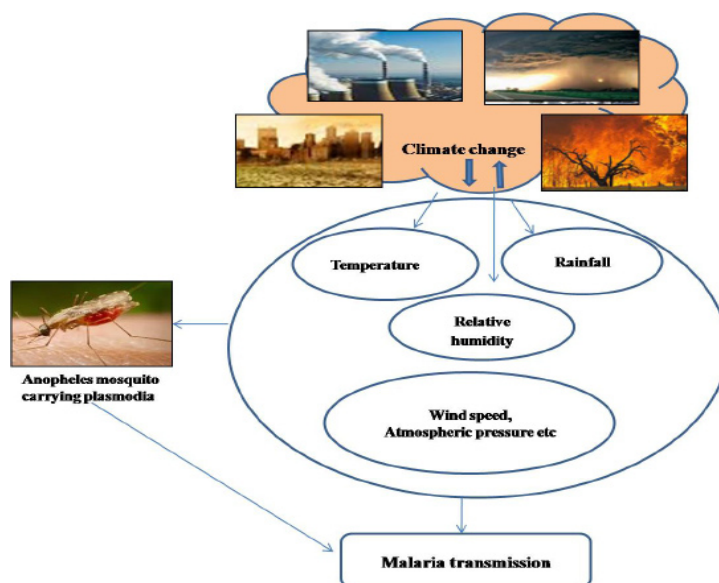 Climate change
Temperature
Rainfall
Relative
humidity
Anopheles mosquito
carrying plasmodia
Wind speed,
Atmospheric pressure etc
Malaria transmission